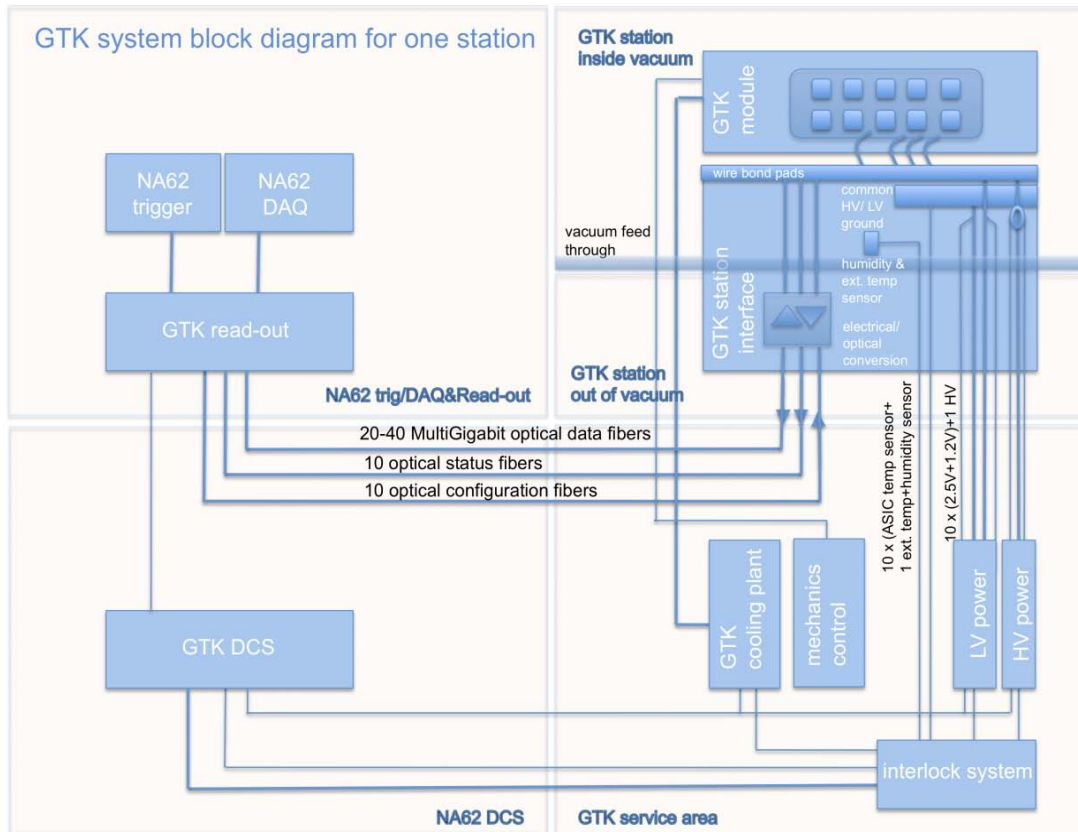 GTK system block diagram for one station
GTK station
inside vacuum
GTK
module
NA62
trigger
NA62
DAQ
wire bond pads
common
HV/ LV
ground
vacuum feed
through
humidity &
ext. temp
sensor
GTK station
interface
GTK read-out
electrical/
optical
conversion
NA62 trig/DAQ&Read-out
GTK station
out of vacuum
20-40 MultiGigabit optical data fibers
10 optical status fibers
10 optical configuration fibers
10 x (ASIC temp sensor+
1 ext. temp+humidity sensor
10 x (2.5V+1.2V)+1 HV
GTK
cooling plant
mechanics
control
LV power
HV power
GTK DCS
interlock system
NA62 DCS
GTK service area